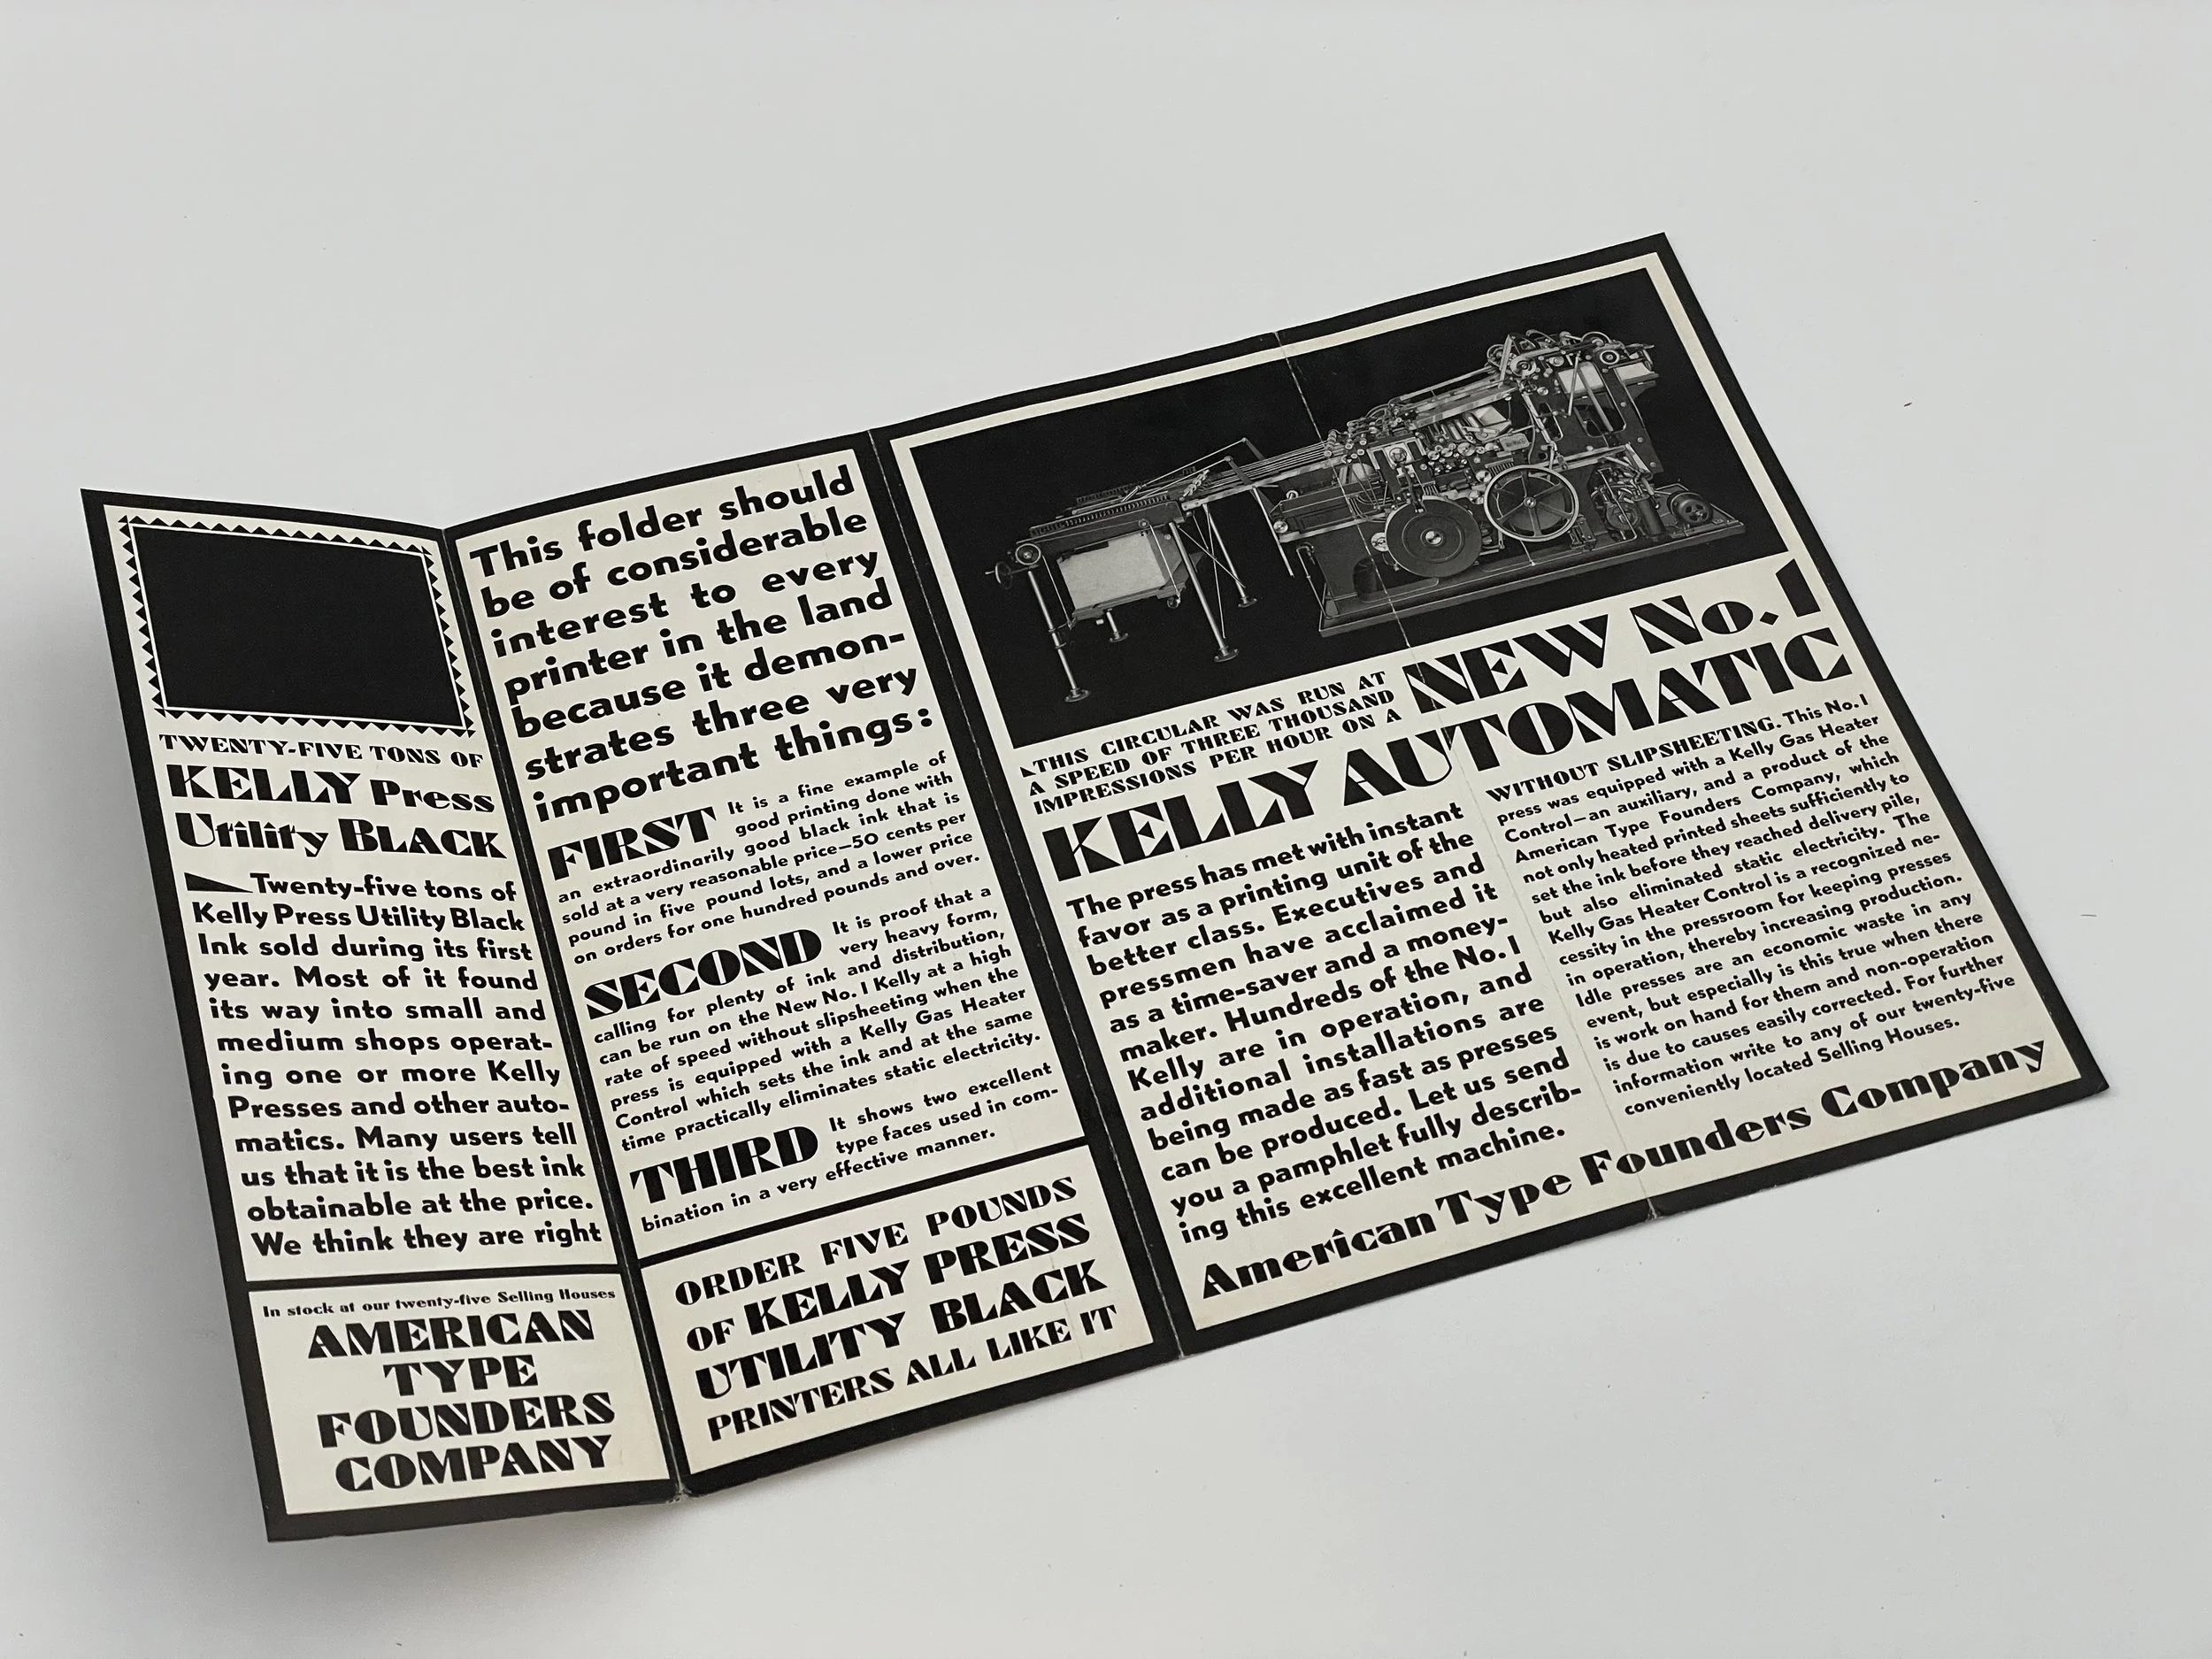 TWENTY-FIVE TONS OF
KELLY Press
Utility BLACK
Twenty-five tons of
Kelly Press Utility Black
Ink sold during its first
year. Most of it found
its way into small and
medium shops operat-
ing one or more Kelly
Presses and other auto-
matics. Many users tell
us that it is the best ink
obtainable at the price.
We think they are right
In stock at our twenty-five Selling Houses
AMERICAN
TYPE
FOUNDERS
COMPANY
This folder should
be of considerable
interest to every
printer in the land
because it demon-
strates three very
important things:
FIRST It is a fine example of
good printing done with
an extraordinarily good black ink that is
sold at a very reasonable price—50 cents per
pound in five pound lots, and a lower price
on orders for one hundred pounds and over.
SECOND It is proof that a
very heavy form,
calling for plenty of ink and distribution,
can be run on the New No. 1 Kelly at a high
rate of speed without slipsheeting when the
press is equipped with a Kelly Gas Heater
Control which sets the ink and at the same
time practically eliminates static electricity.
THIRD It shows two excellent
type faces used in com-
bination in a very effective manner.
ORDER FIVE POUNDS
OF KELLY PRESS
UTILITY BLACK
PRINTERS ALL LIKE IT
THIS CIRCULAR WAS RUN AT
A SPEED OF THREE THOUSAND
IMPRESSIONS PER HOUR ON A
NEW No. 1
KELLY AUTOMATIC
The press has met with instant
favor as a printing unit of the
better class. Executives and
pressmen have acclaimed it
as a time-saver and a money-
maker. Hundreds of the No. 1
Kelly are in operation, and
additional installations are
being made as fast as presses
can be produced. Let us send
you a pamphlet fully describ-
ing this excellent machine.
WITHOUT SLIPSHEETING. This No. 1
press was equipped with a Kelly Gas Heater
Control—an auxiliary, and a product of the
American Type Founders Company, which
not only heated printed sheets sufficiently to
set the ink before they reached delivery pile,
but also eliminated static electricity. The
Kelly Gas Heater Control is a recognized ne-
cessity in the pressroom for keeping presses
in operation, thereby increasing production.
Idle presses are an economic waste in any
event, but especially is this true when there
is work on hand for them and non-operation
is due to causes easily corrected. For further
information write to any of our twenty-five
conveniently located Selling Houses.
American Type Founders Company